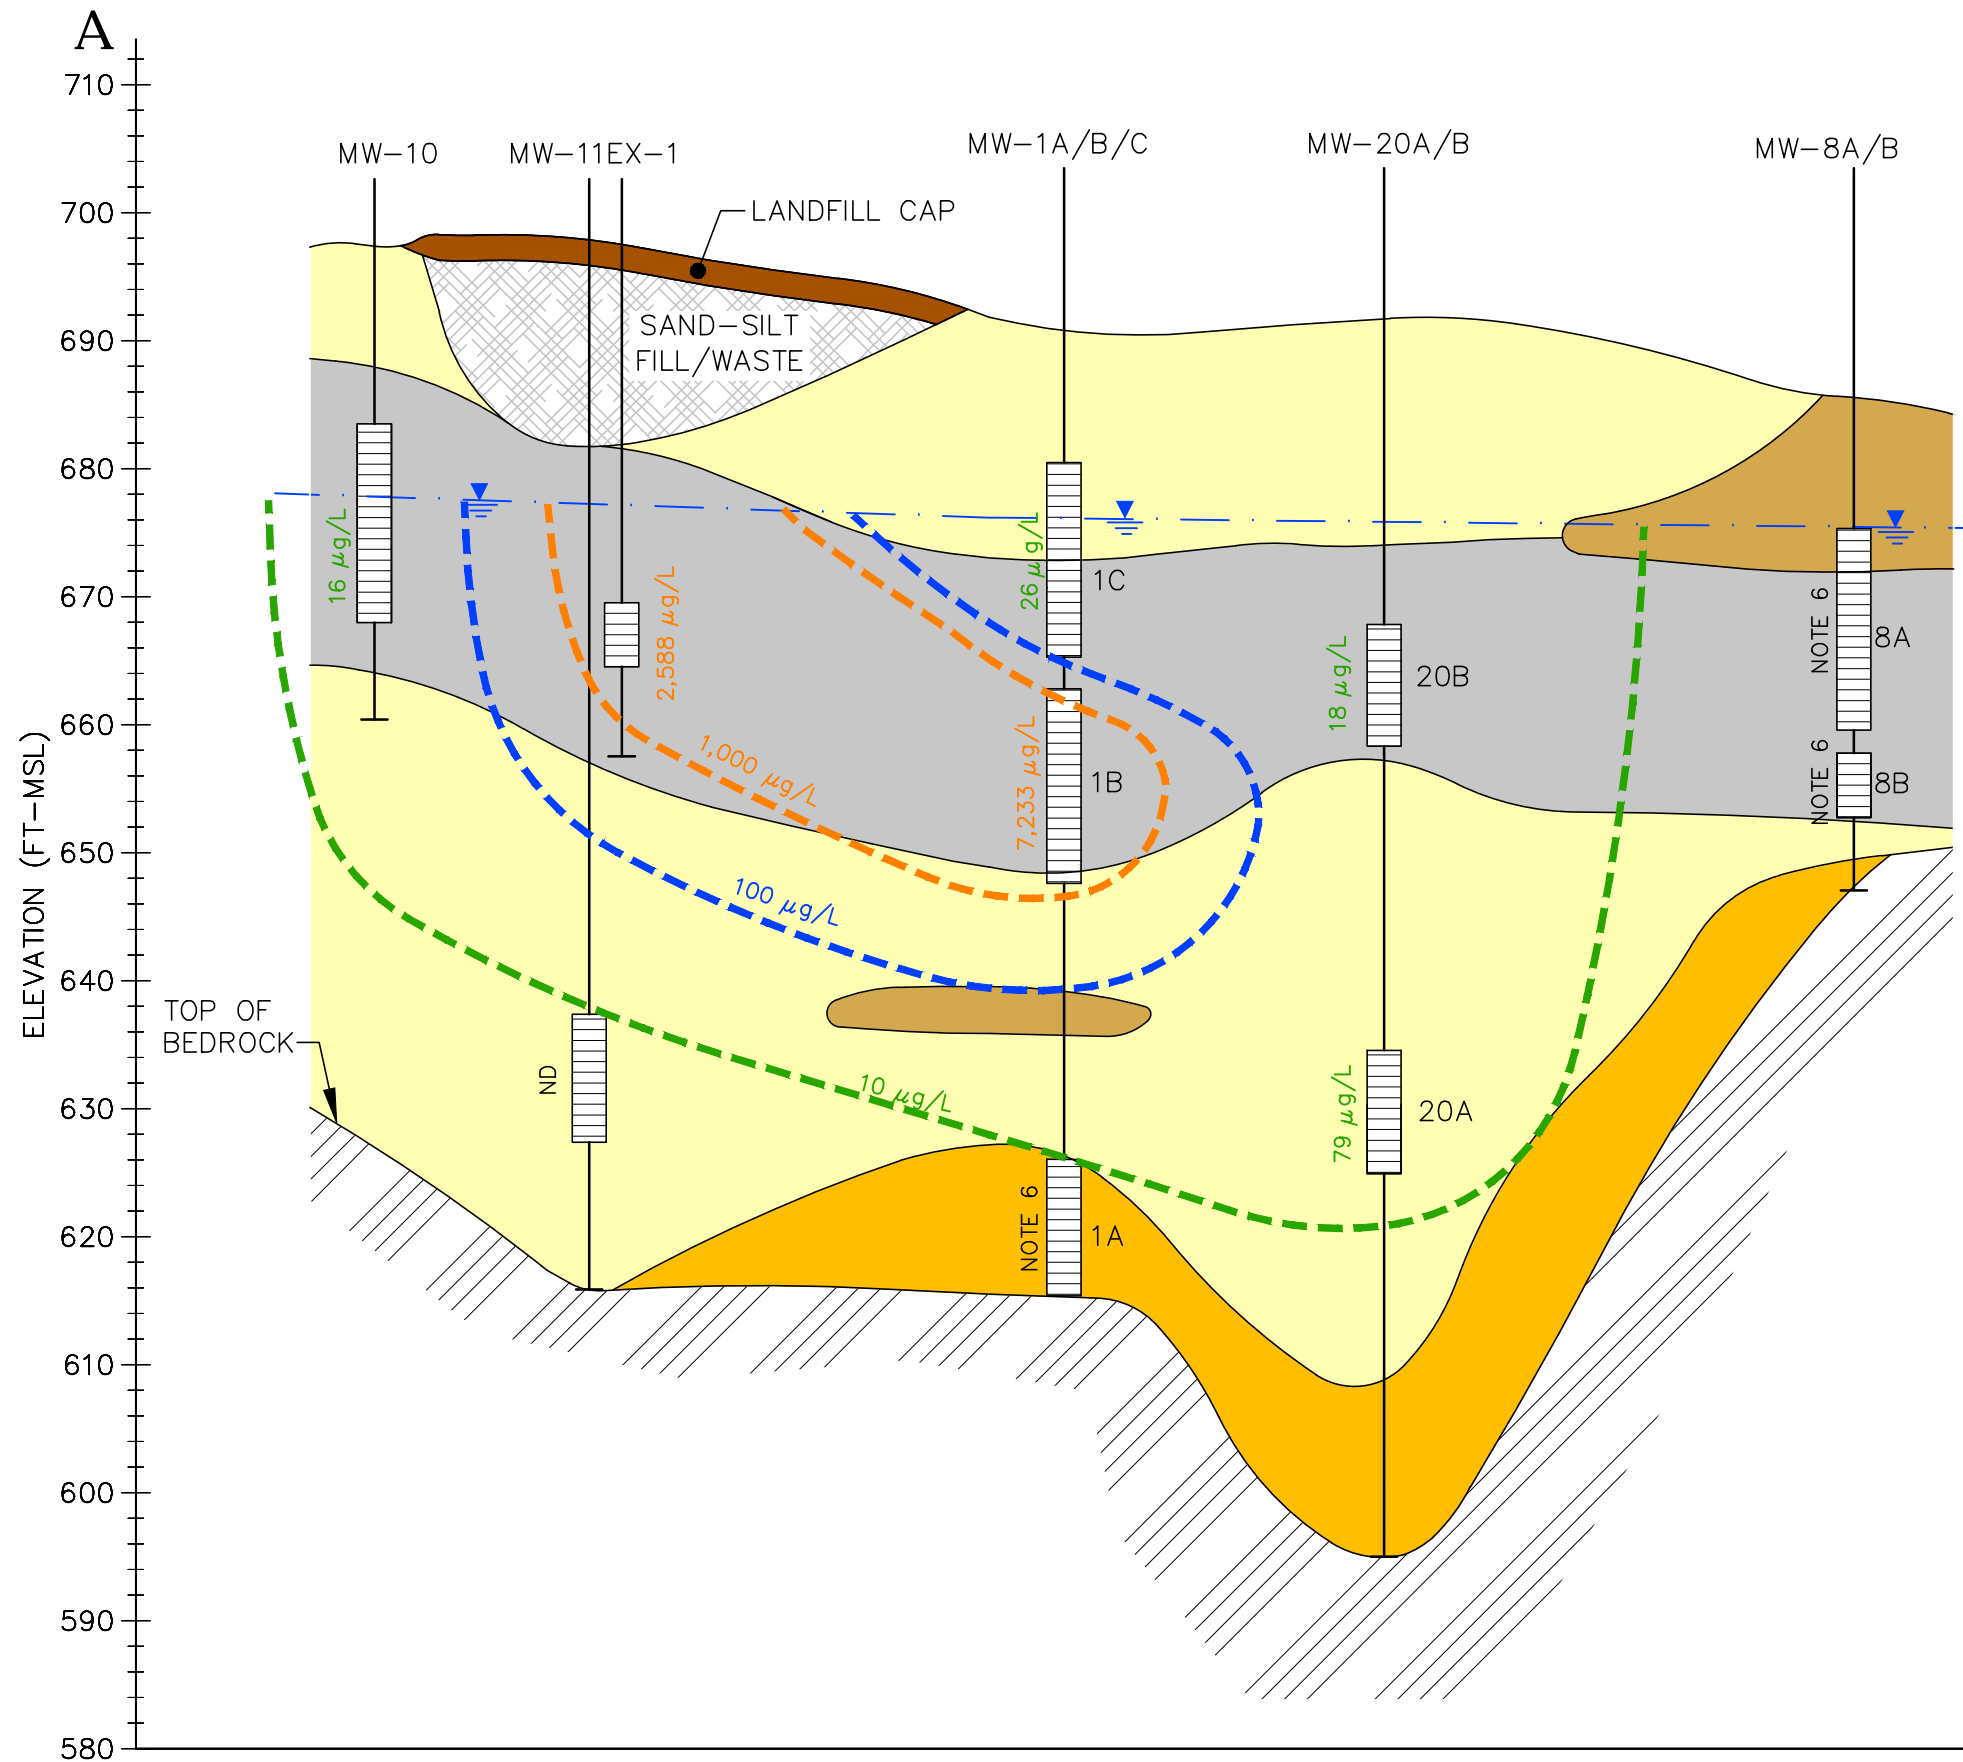 A
710
700
690
680
670
660
650
640
630
620
610
600
590
580
ELEVATION (FT-MSL)
MW-10
MW-11EX-1
MW-1A/B/C
MW-20A/B
MW-8A/B
LANDFILL CAP
SAND-SILT
FILL/WASTE
16 µg/L
2,588 µg/L
26 µg/L
1C
7,233 µg/L
1B
18 µg/L
20B
NOTE 6
8A
NOTE 6
8B
1,000 µg/L
100 µg/L
10 µg/L
TOP OF
BEDROCK
ND
79 µg/L
20A
NOTE 6
1A